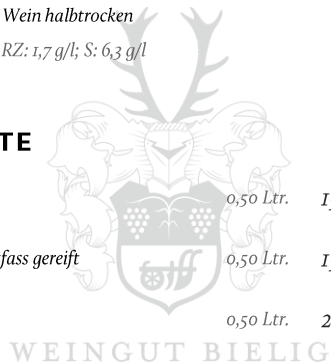 Wein halbtrocken
RZ: 1,7 g/l; S: 6,3 g/l
TE
0,50 Ltr.
fass gereift 0,50 Ltr.
0,50 Ltr. 2
WEINGUT BIELIG